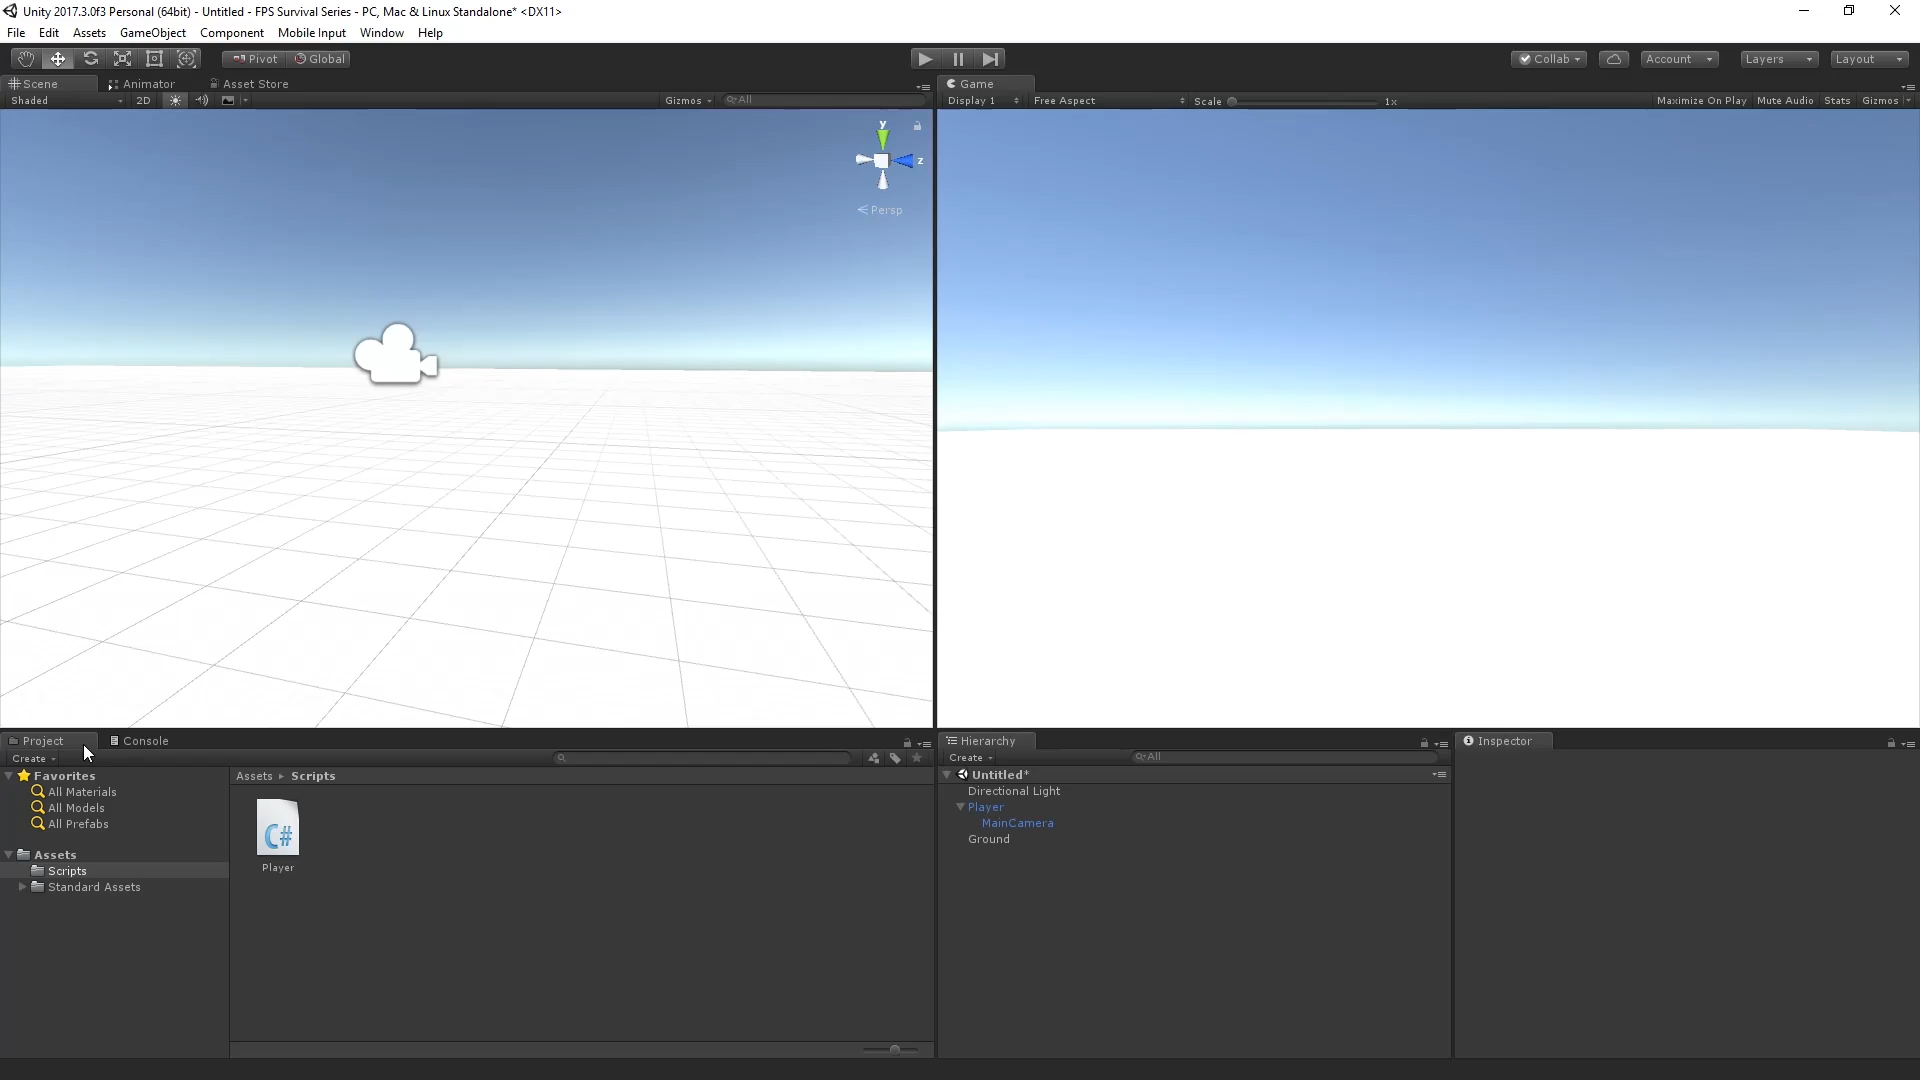 Unity 2017.3.0f3 Personal (64bit) - Untitled - FPS Survival Series - PC, Mac & Linux Standalone* <DX11>
File Edit Assets GameObject Component Mobile Input Window Help
Pivot Global Collab Account Layers Layout
Scene Animator Asset Store
Shaded 2D Gizmos All
y
z
Persp
Game
Display 1 Free Aspect Scale 1x Maximize On Play Mute Audio Stats Gizmos
Project Console
Create
Favorites
All Materials
All Models
All Prefabs
Assets
Scripts
Standard Assets
Assets Scripts
C#
Player
Hierarchy
Create All
Untitled*
Directional Light
Player
MainCamera
Ground
Inspector